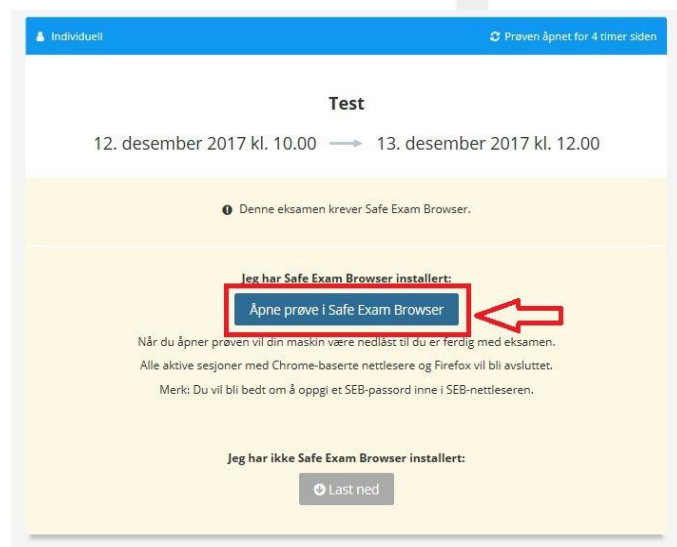 Individuell
Prøven åpnet for 4 timer siden
Test
12. desember 2017 kl. 10.00 → 13. desember 2017 kl. 12.00
Denne eksamen krever Safe Exam Browser.
Jeg har Safe Exam Browser installert:
Åpne prøve i Safe Exam Browser
Når du åpner prøven vil din maskin være nedlåst til du er ferdig med eksamen.
Alle aktive sesjoner med Chrome-baserte nettlesere og Firefox vil bli avsluttet.
Merk: Du vil bli bedt om å oppgi et SEB-passord inne i SEB-nettleseren.
Jeg har ikke Safe Exam Browser installert:
Last ned